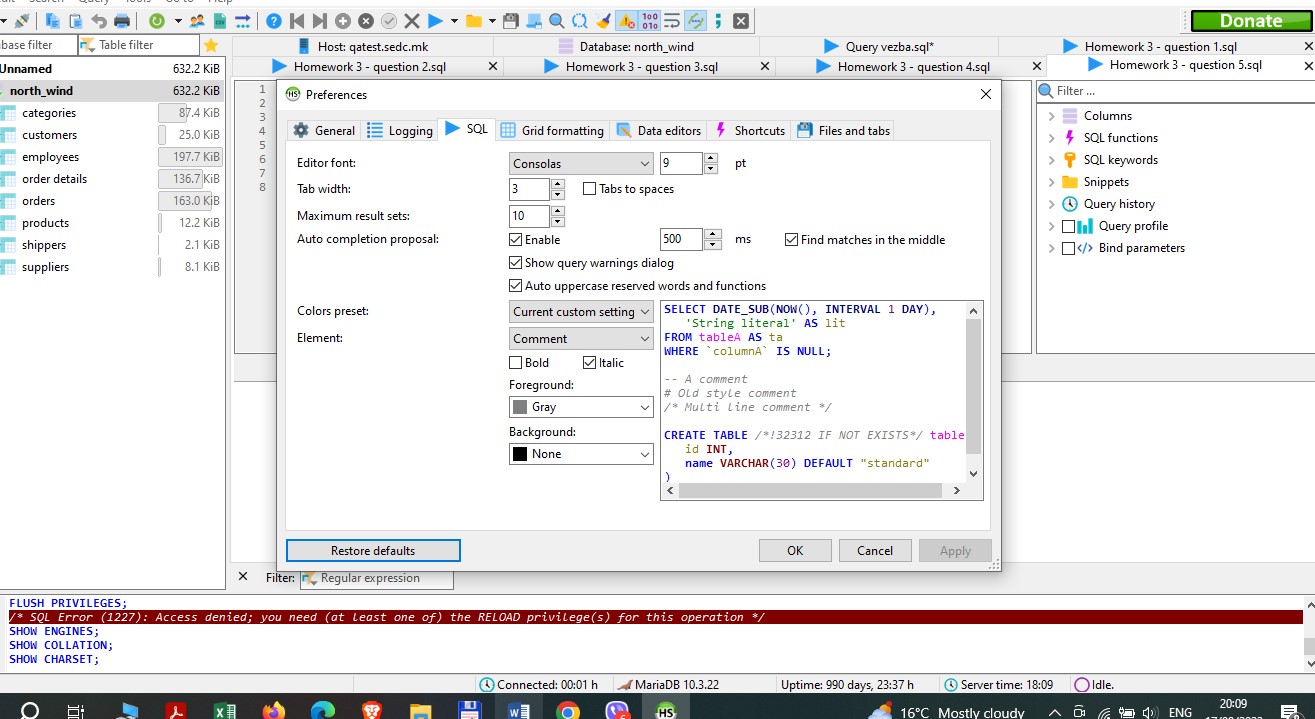 Search Query Tools Go to Help
Donate
base filter
Table filter
Host: qatest.sedc.mk
Database: north_wind
Query vezba.sql*
Homework 3 - question 1.sql
Homework 3 - question 2.sql
Homework 3 - question 3.sql
Homework 3 - question 4.sql
Homework 3 - question 5.sql
Unnamed 632.2 KiB
north_wind 632.2 KiB
categories 87.4 KiB
customers 25.0 KiB
employees 197.7 KiB
order details 136.7 KiB
orders 163.0 KiB
products 12.2 KiB
shippers 2.1 KiB
suppliers 8.1 KiB
1
2
3
4
5
6
7
8
HS Preferences
General Logging SQL Grid formatting Data editors Shortcuts Files and tabs
Editor font: Consolas 9 pt
Tab width: 3 Tabs to spaces
Maximum result sets: 10
Auto completion proposal: Enable 500 ms Find matches in the middle
Show query warnings dialog
Auto uppercase reserved words and functions
Colors preset: Current custom setting
Element: Comment
Bold Italic
Foreground:
Gray
Background:
None
SELECT DATE_SUB(NOW(), INTERVAL 1 DAY),
'String literal' AS lit
FROM tableA AS ta
WHERE `columnA` IS NULL;
-- A comment
# Old style comment
/* Multi line comment */
CREATE TABLE /*!32312 IF NOT EXISTS*/ table
id INT,
name VARCHAR(30) DEFAULT "standard"
)
Restore defaults OK Cancel Apply
Filter ...
Columns
SQL functions
SQL keywords
Snippets
Query history
Query profile
Bind parameters
Filter: Regular expression
FLUSH PRIVILEGES;
/* SQL Error (1227): Access denied; you need (at least one of) the RELOAD privilege(s) for this operation */
SHOW ENGINES;
SHOW COLLATION;
SHOW CHARSET;
Connected: 00:01 h MariaDB 10.3.22 Uptime: 990 days, 23:37 h Server time: 18:09 Idle.
16°C Mostly cloudy ENG 20:09